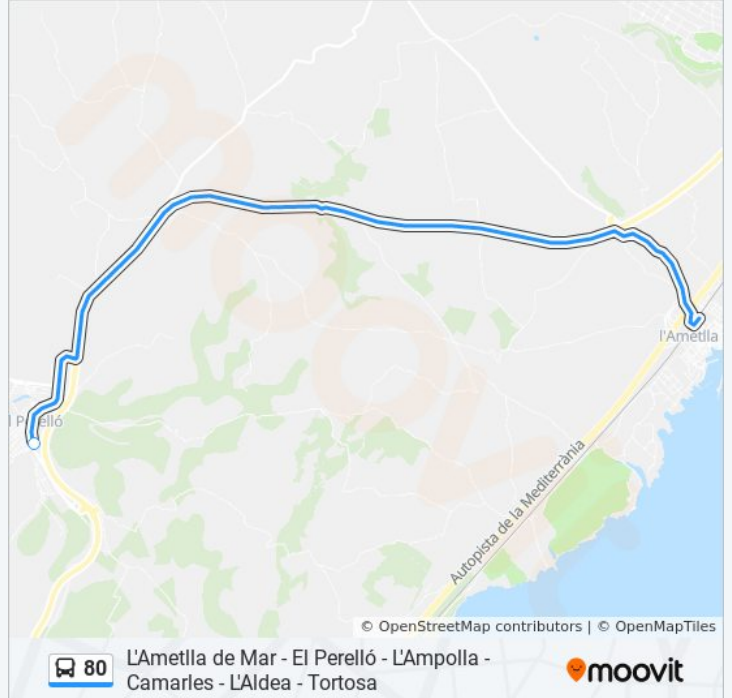 l'Ametlla
l Perelló
Autopista de la Mediterrània
© OpenStreetMap contributors | © OpenMapTiles
80
L'Ametlla de Mar - El Perelló - L'Ampolla -
Camarles - L'Aldea - Tortosa
moovit